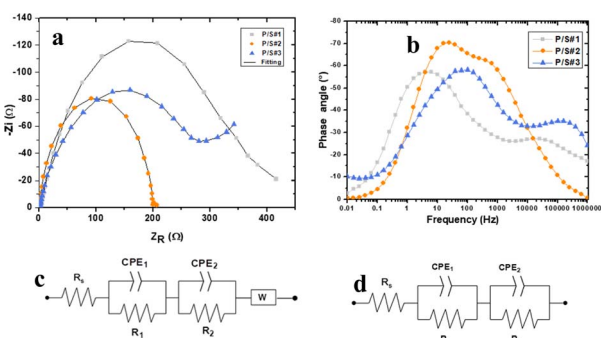 -140
-120
-100
-80
-60
-40
-20
0
-Zi (Ω)
a
P/S#1
P/S#2
P/S#3
Fitting
0 100 200 300 400
Z_R (Ω)
-80
-70
-60
-50
-40
-30
-20
-10
0
Phase angle (°)
b
P/S#1
P/S#2
P/S#3
0.01 0.1 1 10 100 1000 10000 100000 1000000
Frequency (Hz)
c
CPE₁ CPE₂
Rs
W
R₁ R₂
d
CPE₁ CPE₂
Rs